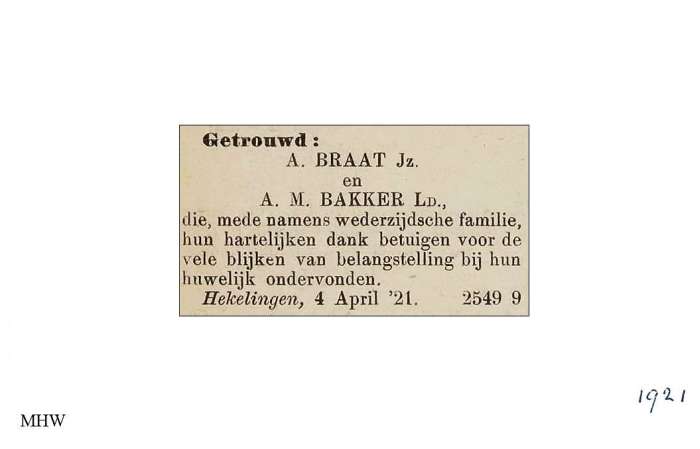 Getrouwd:
A. BRAAT Jz.
en
A. M. BAKKER LD.,
die, mede namens wederzijdsche familie,
hun hartelijken dank betuigen voor de
vele blijken van belangstelling bij hun
huwelijk ondervonden.
Hekelingen, 4 April '21. 2549 9
1921
MHW